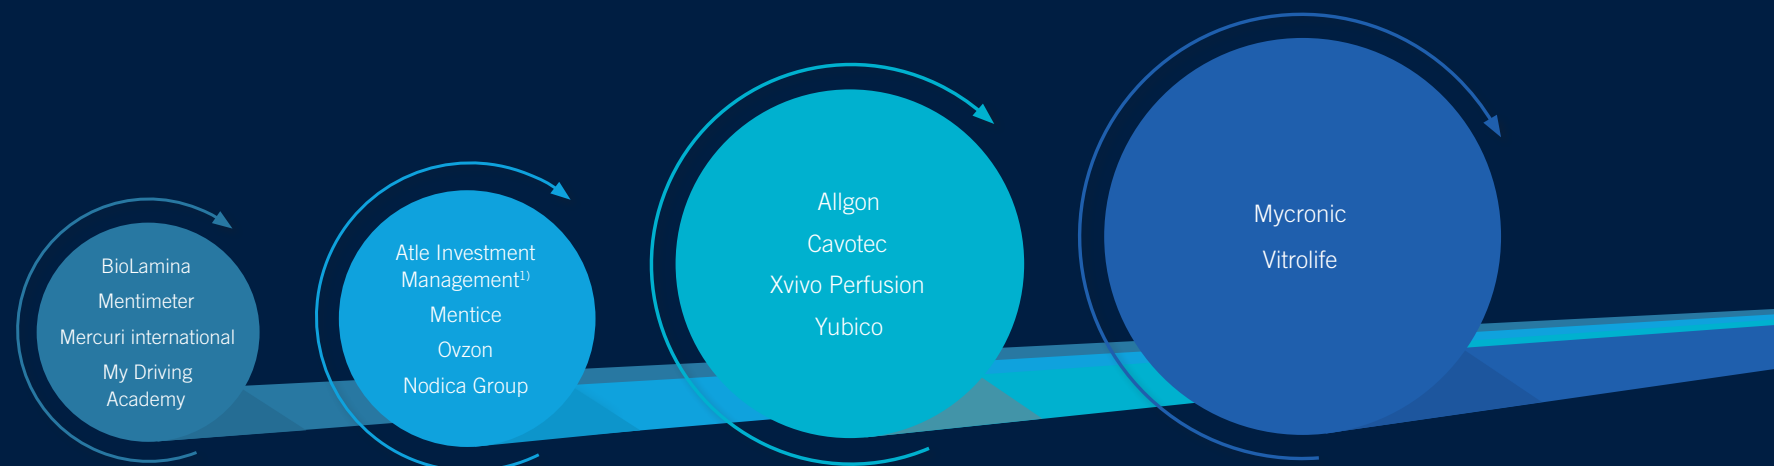 BioLamina
Mentimeter
Mercuri international
My Driving
Academy
Atle Investment
Management1)
Mentice
Ovzon
Nodica Group
Allgon
Cavotec
Xvivo Perfusion
Yubico
Mycronic
Vitrolife